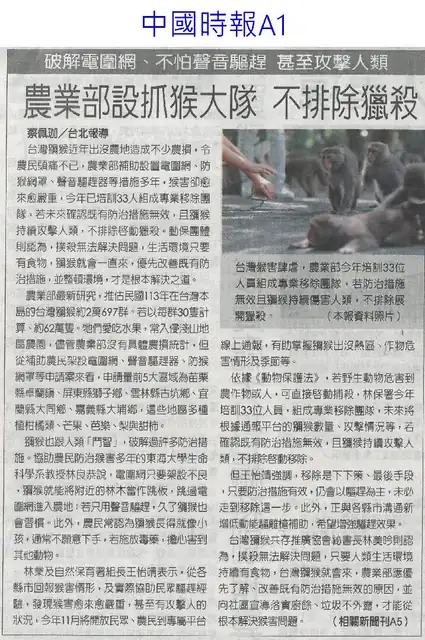 中國時報A1
破解電圍網、不怕聲音驅趕 甚至攻擊人類
農業部設抓猴大隊 不排除獵殺
蔡佩珈／台北報導
台灣獼猴近年出沒農地造成不少農損，令
農民頭痛不已，農業部補助設置電圍網、防
猴網罩、聲音驅趕器等措施多年，猴害卻愈
來愈嚴重，今年已培訓33人組成專業移除團
隊，若未來確認既有防治措施無效，且獼猴
持續攻擊人類，不排除啟動獵殺。動保團體
則認為，撲殺無法解決問題，生活環境只要
有食物，獼猴就會一直來，優先改善既有防
治措施，並整頓環境，才是根本解決之道。
農業部最新研究，推估民國113年在台灣本
島的台灣獼猴約2萬697群。若以每群30隻計
算，約62萬隻。牠們愛吃水果，常入侵淺山地
區農園，儘管農業部沒有具體農損統計，但
從補助農民架設電圍網、聲音驅趕器、防猴
網罩等申請案來看，申請量前5大區域為苗栗
縣卓蘭鎮、屏東縣獅子鄉、雲林縣古坑鄉、宜
蘭縣大同鄉、嘉義縣大埔鄉，這些地區多種
植柑橘類、芒果、芭樂、梨與甜柿。
獼猴也跟人類「鬥智」，破解過許多防治措
施。協助農民防治猴害多年的東海大學生命
科學系教授林良恭說，電圍網只要架設不良
，獼猴就能將附近的林木當作跳板，跳過電
圍網進入農地；若只用聲音驅趕，久了獼猴也
會習慣。此外，農民常認為獼猴長得就像小
孩，通常不願意下手，若施放毒藥，擔心害到
其他動物。
林業及自然保育署組長王怡靖表示，從各
縣市回報猴害情形，及實際協助民眾驅趕經
驗，發現猴害愈來愈嚴重，甚至有攻擊人的
狀況，今年11月將開放民眾、農民到專屬平台
台灣猴害肆虐，農業部今年培訓33位
人員組成專業移除團隊，若防治措施
無效且獼猴持續傷害人類，不排除展
開獵殺。（本報資料照片）
線上通報，有助掌握獼猴出沒熱區、作物危
害情形及季節等。
依據《動物保護法》，若野生動物危害到
農作物或人，可直接啟動捕殺，林保署今年
培訓33位人員，組成專業移除團隊，未來將
根據通報平台的獼猴數量、攻擊情況等，若
確認既有防治措施無效，且獼猴持續攻擊人
類，不排除啟動移除。
但王怡靖強調，移除是下下策、最後手段
，只要防治措施有效，仍會以驅趕為主，未必
走到移除這一步。此外，正與各縣市溝通新
增低動能驅離槍補助，希望增強驅趕效果。
台灣獼猴共存推廣協會祕書長林美吟則認
為，撲殺無法解決問題，只要人類生活環境
持續有食物，台灣獼猴就會來，農業部應優
先了解、改善既有防治措施無效的原因，並
向社區宣導落實廚餘、垃圾不外露，才能從
根本解決猴害問題。（相關新聞刊A5）